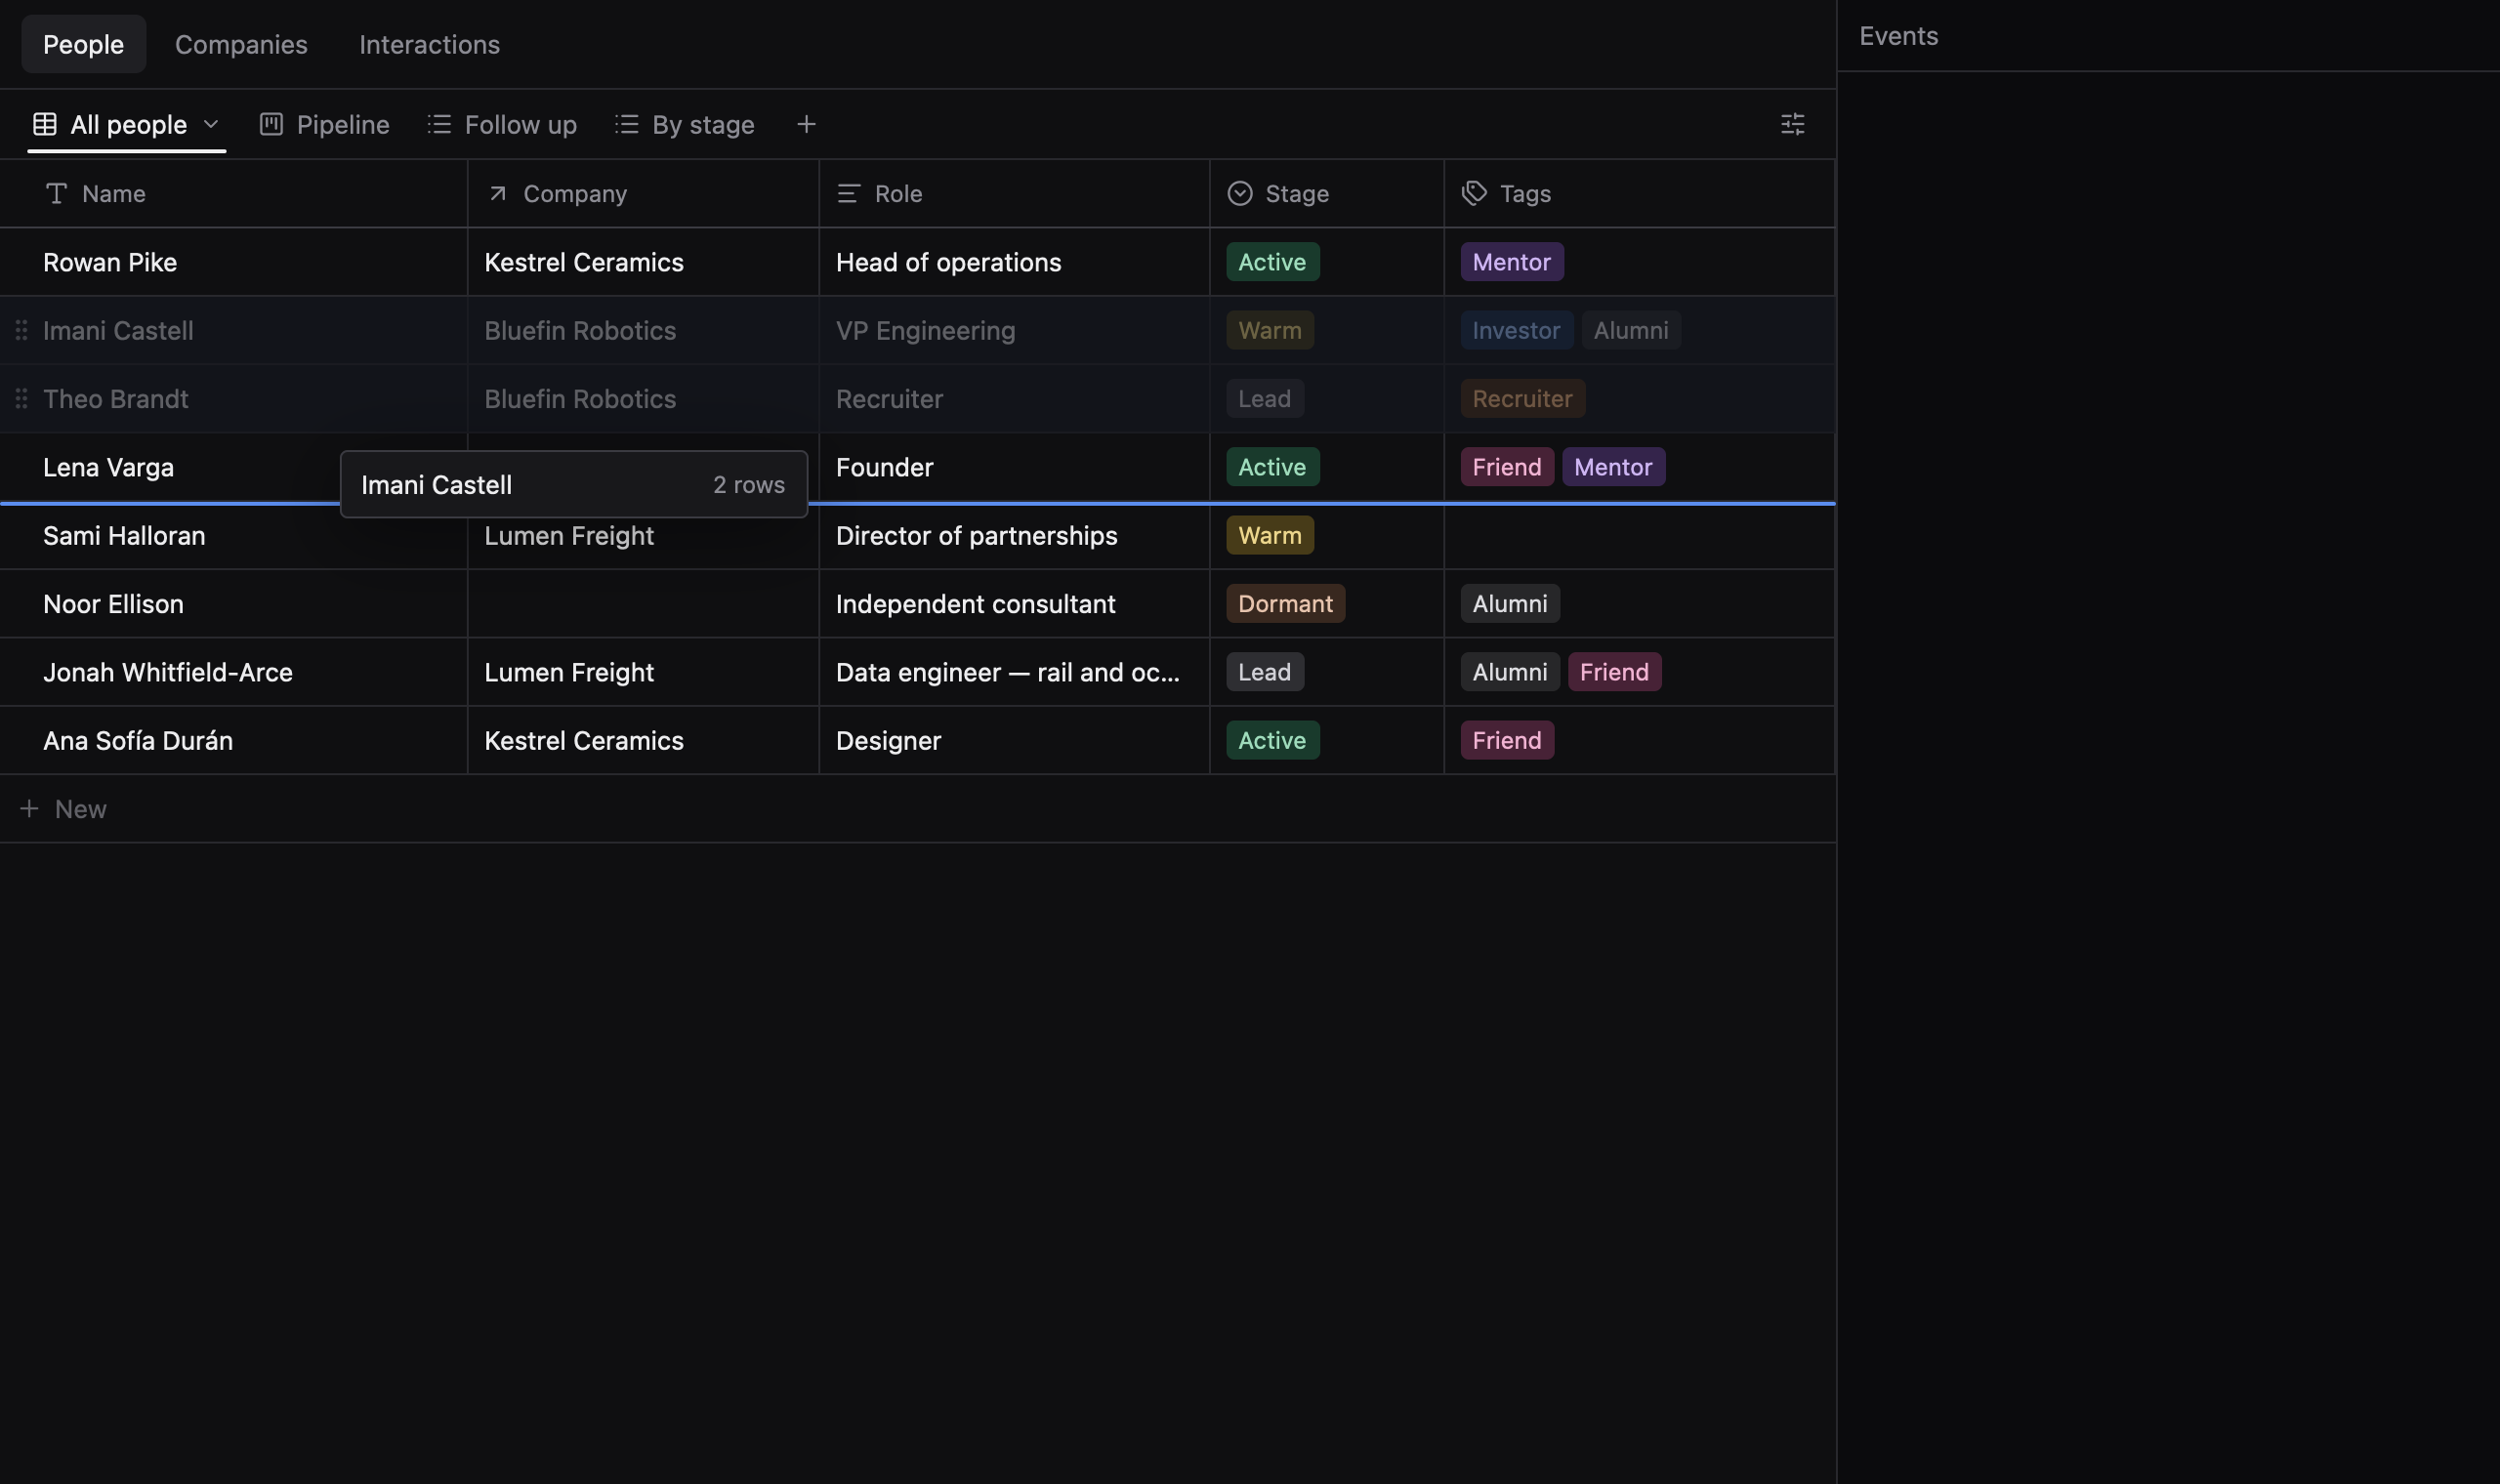 People Companies Interactions Events
All people Pipeline Follow up By stage
Name Company Role Stage Tags
Rowan Pike Kestrel Ceramics Head of operations Active Mentor
Imani Castell Bluefin Robotics VP Engineering Warm Investor Alumni
Theo Brandt Bluefin Robotics Recruiter Lead Recruiter
Lena Varga Founder Active Friend Mentor
Imani Castell 2 rows
Sami Halloran Lumen Freight Director of partnerships Warm
Noor Ellison Independent consultant Dormant Alumni
Jonah Whitfield-Arce Lumen Freight Data engineer — rail and oc... Lead Alumni Friend
Ana Sofía Durán Kestrel Ceramics Designer Active Friend
New